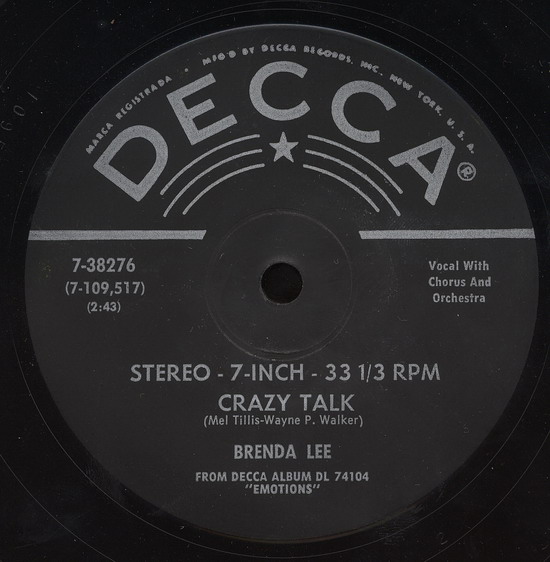 MARCA REGISTRADA • MFG'D BY DECCA RECORDS, INC., NEW YORK, U.S.A.
DECCA ®
7-38276
(7-109,517)
(2:43)
Vocal With
Chorus And
Orchestra
STEREO - 7-INCH - 33 1/3 RPM
CRAZY TALK
(Mel Tillis-Wayne P. Walker)
BRENDA LEE
FROM DECCA ALBUM DL 74104
"EMOTIONS"